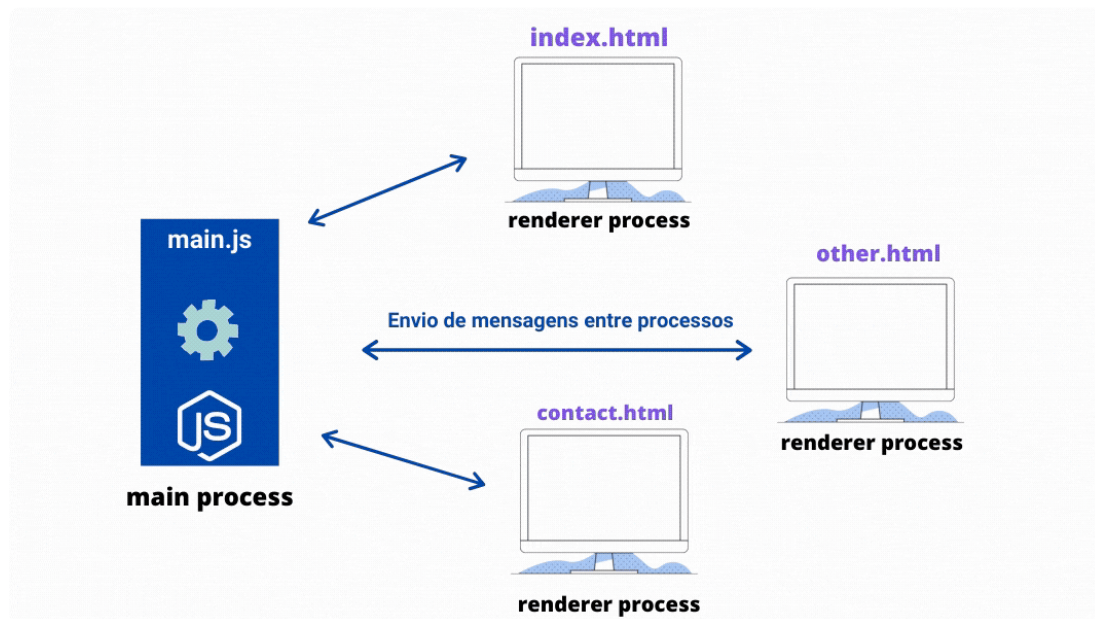 index.html
renderer process
main.js
JS
main process
other.html
Envio de mensagens entre processos
renderer process
contact.html
renderer process